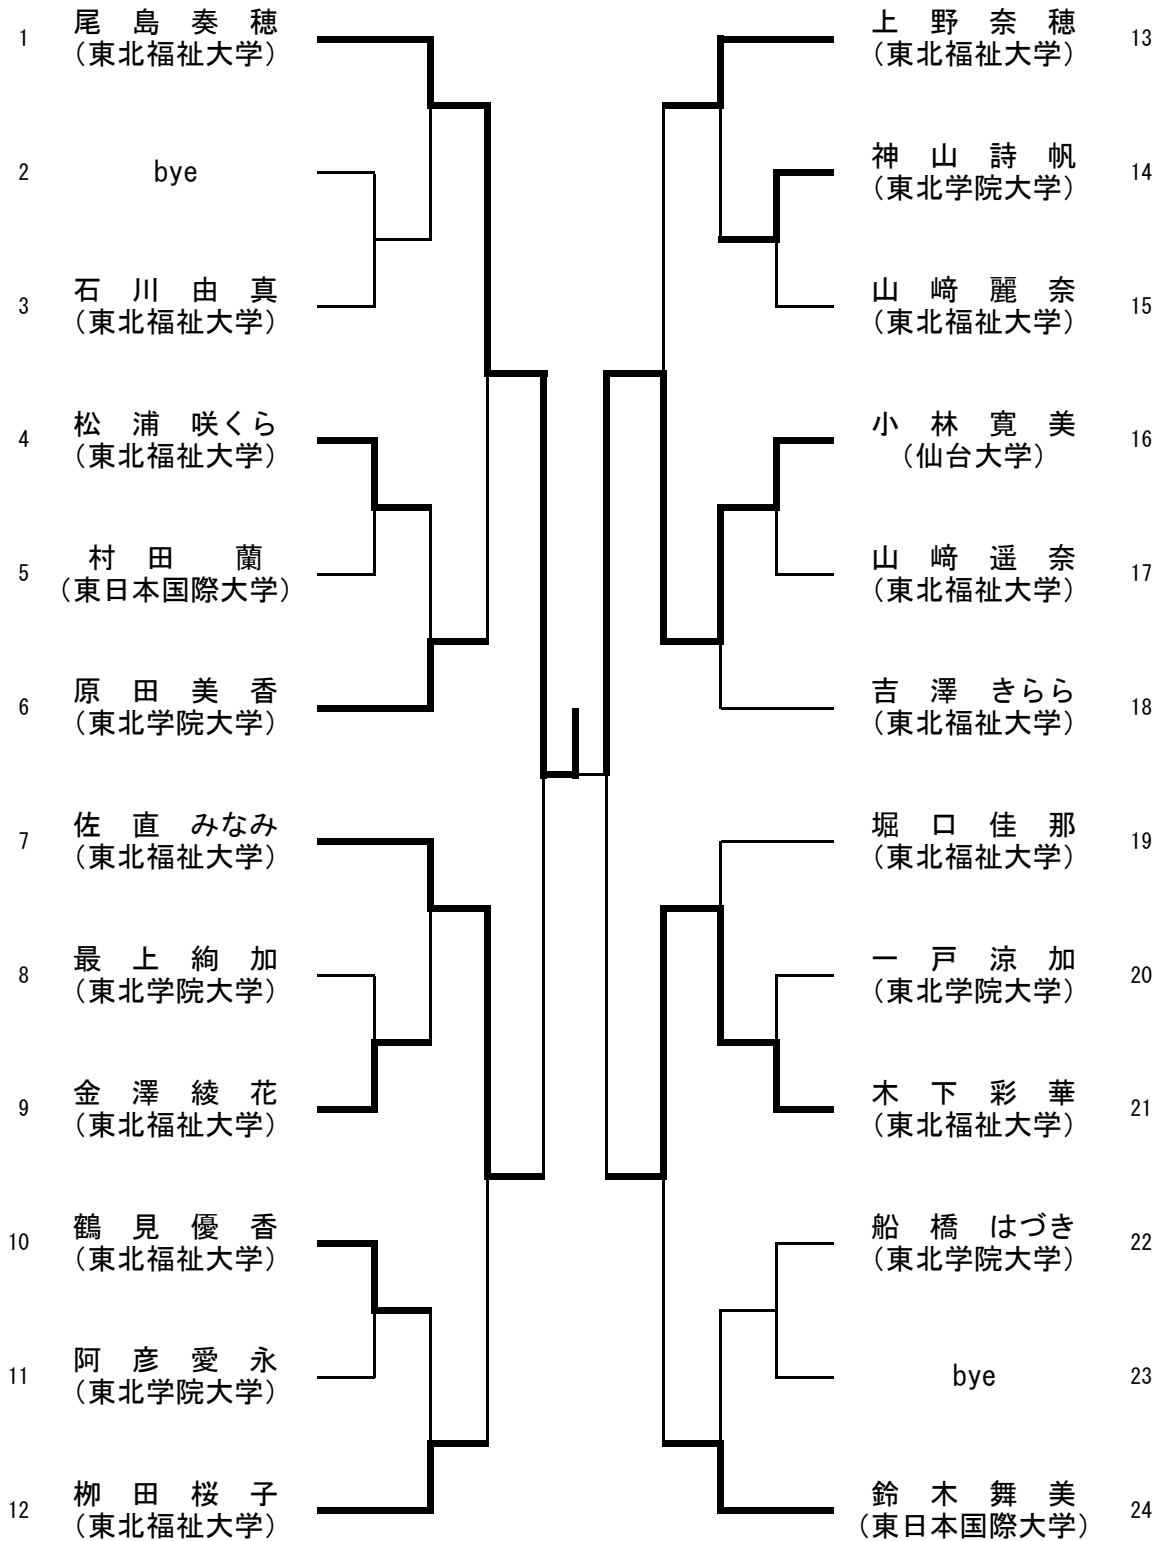 1 尾 島 奏 穂
(東北福祉大学)
2 bye
3 石 川 由 真
(東北福祉大学)
4 松 浦 咲くら
(東北福祉大学)
5 村 田 蘭
(東日本国際大学)
6 原 田 美 香
(東北学院大学)
7 佐 直 みなみ
(東北福祉大学)
8 最 上 絢 加
(東北学院大学)
9 金 澤 綾 花
(東北福祉大学)
10 鶴 見 優 香
(東北福祉大学)
11 阿 彦 愛 永
(東北学院大学)
12 栁 田 桜 子
(東北福祉大学)
上 野 奈 穂 13
(東北福祉大学)
神 山 詩 帆 14
(東北学院大学)
山 﨑 麗 奈 15
(東北福祉大学)
小 林 寛 美 16
(仙台大学)
山 﨑 遥 奈 17
(東北福祉大学)
吉 澤 きらら 18
(東北福祉大学)
堀 口 佳 那 19
(東北福祉大学)
一 戸 涼 加 20
(東北学院大学)
木 下 彩 華 21
(東北福祉大学)
船 橋 はづき 22
(東北学院大学)
bye 23
鈴 木 舞 美 24
(東日本国際大学)